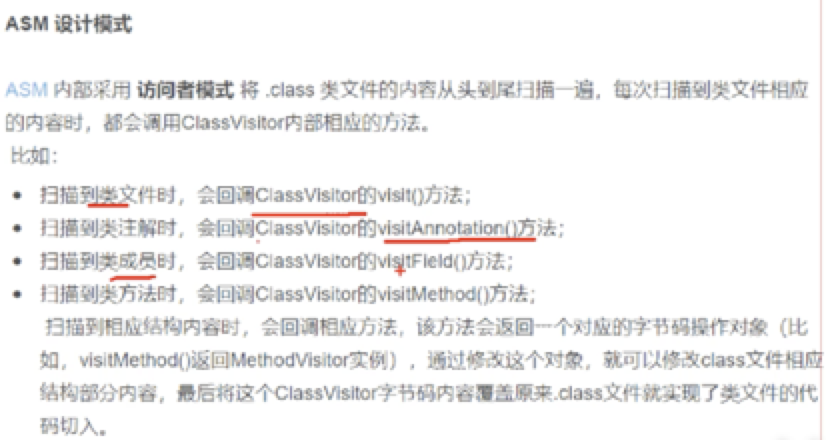 ASM 设计模式
ASM 内部采用 访问者模式 将 .class 类文件的内容从头到尾扫描一遍，每次扫描到类文件相应
的内容时，都会调用ClassVisitor内部相应的方法。
比如：
• 扫描到类文件时，会回调ClassVisitor的visit()方法；
• 扫描到类注解时，会回调ClassVisitor的visitAnnotation()方法；
• 扫描到类成员时，会回调ClassVisitor的visitField()方法；
• 扫描到类方法时，会回调ClassVisitor的visitMethod()方法；
扫描到相应结构内容时，会回调相应方法，该方法会返回一个对应的字节码操作对象（比
如，visitMethod()返回MethodVisitor实例），通过修改这个对象，就可以修改class文件相应
结构部分内容，最后将这个ClassVisitor字节码内容覆盖原来.class文件就实现了类文件的代
码切入。